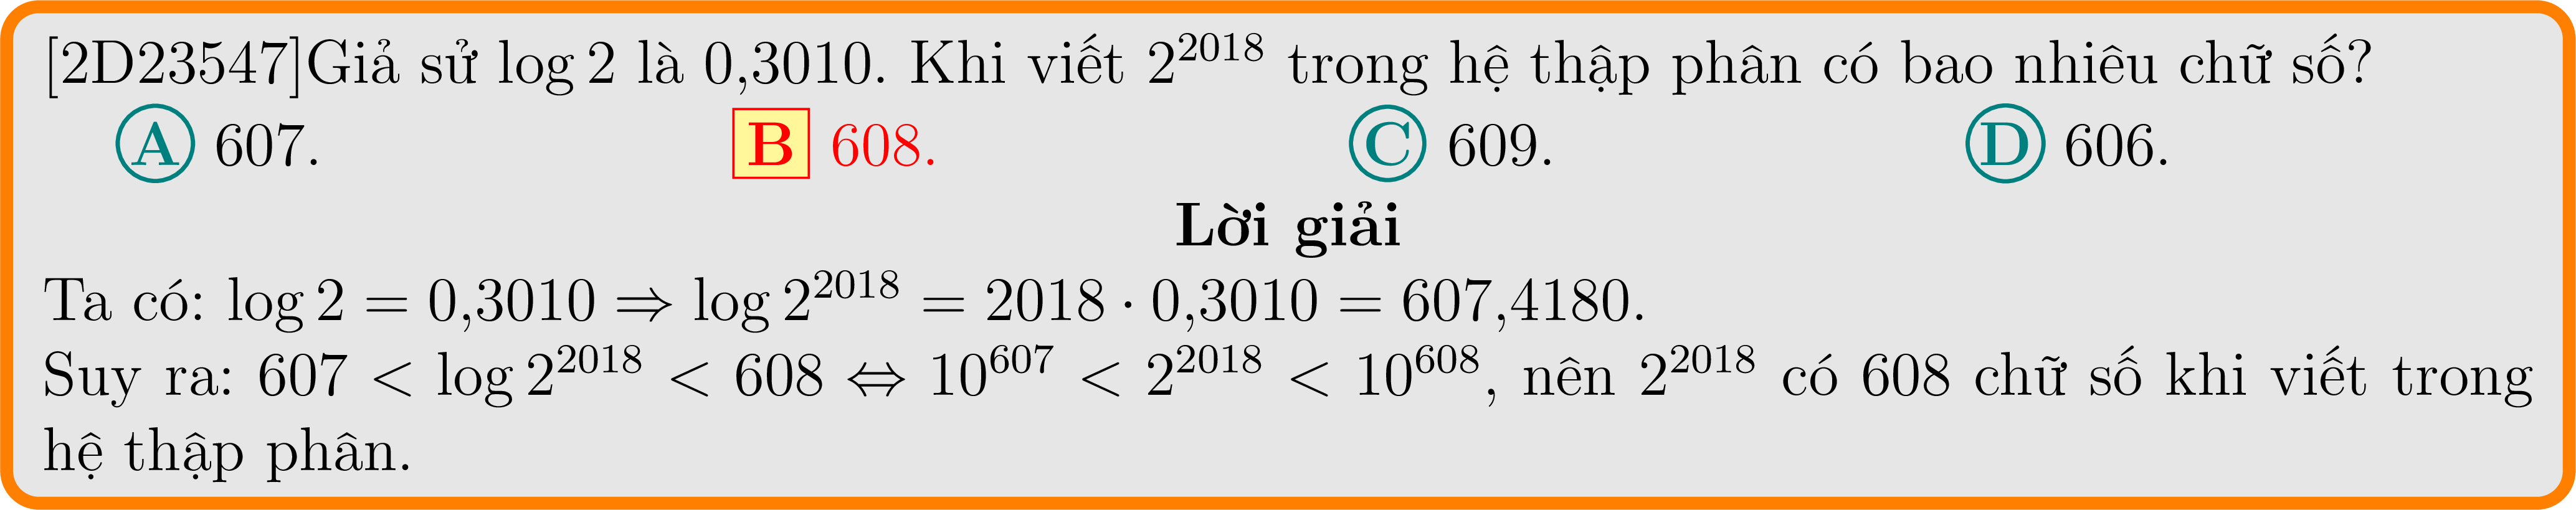 [2D23547]Giả sử log 2 là 0,3010. Khi viết 2^2018 trong hệ thập phân có bao nhiêu chữ số?
A 607. B 608. C 609. D 606.
Lời giải
Ta có: log 2 = 0,3010 ⇒ log 2^2018 = 2018 · 0,3010 = 607,4180.
Suy ra: 607 < log 2^2018 < 608 ⇔ 10^607 < 2^2018 < 10^608, nên 2^2018 có 608 chữ số khi viết trong
hệ thập phân.